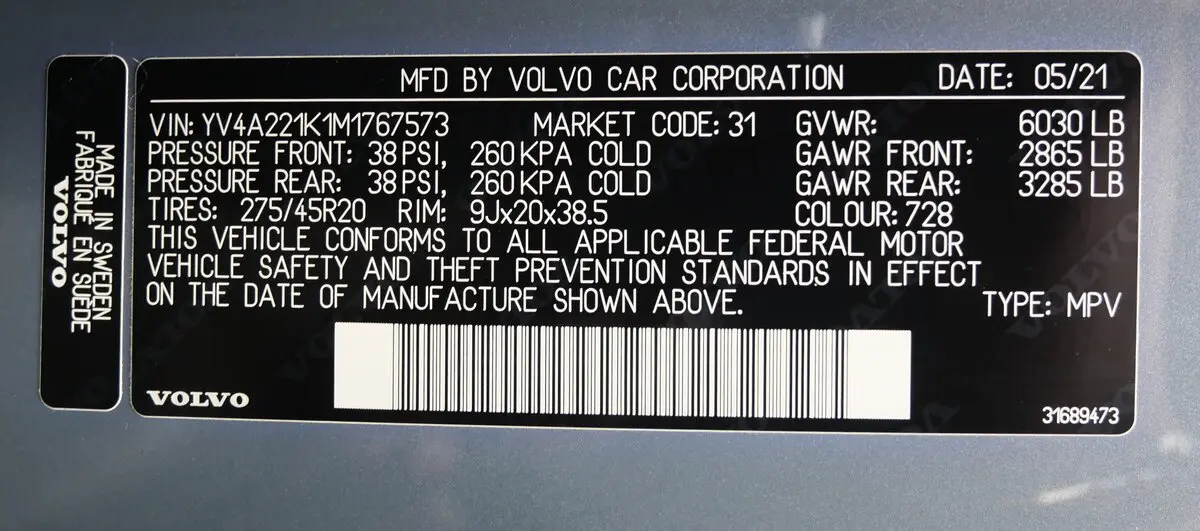 MADE IN SWEDEN
FABRIQUÉ EN SUÈDE
VOLVO
MFD BY VOLVO CAR CORPORATION DATE: 05/21
VIN: YV4A221K1M1767573 MARKET CODE: 31 GVWR: 6030 LB
PRESSURE FRONT: 38 PSI, 260 KPA COLD GAWR FRONT: 2865 LB
PRESSURE REAR: 38 PSI, 260 KPA COLD GAWR REAR: 3285 LB
TIRES: 275/45R20 RIM: 9Jx20x38.5 COLOUR: 728
THIS VEHICLE CONFORMS TO ALL APPLICABLE FEDERAL MOTOR
VEHICLE SAFETY AND THEFT PREVENTION STANDARDS IN EFFECT
ON THE DATE OF MANUFACTURE SHOWN ABOVE. TYPE: MPV
VOLVO 31689473